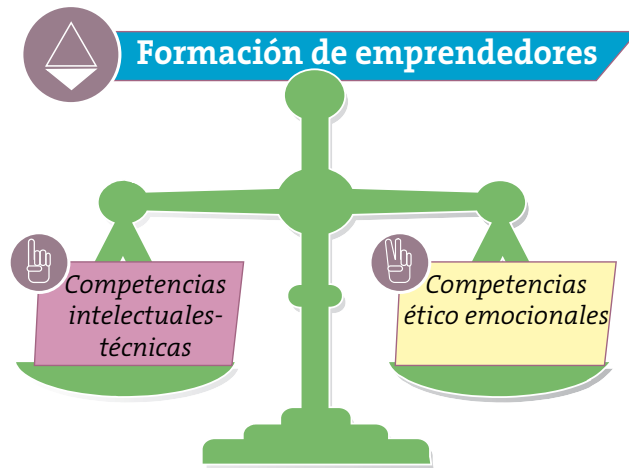 Formación de emprendedores
Competencias
intelectuales-
técnicas
Competencias
ético emocionales